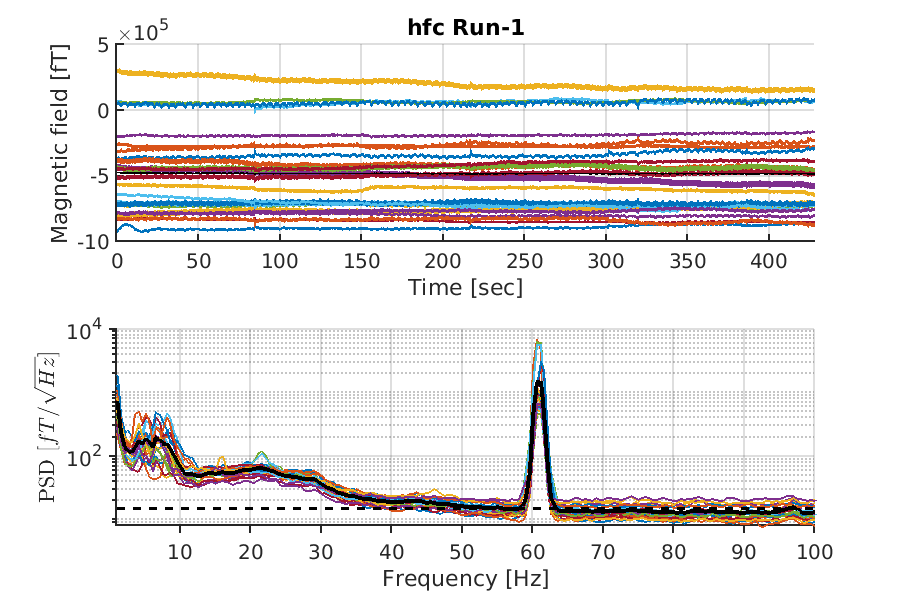 hfc Run-1
×10^5
Magnetic field [fT]
5
0
-5
-10
0 50 100 150 200 250 300 350 400
Time [sec]
PSD [fT/√Hz]
10^4
10^2
10 20 30 40 50 60 70 80 90 100
Frequency [Hz]